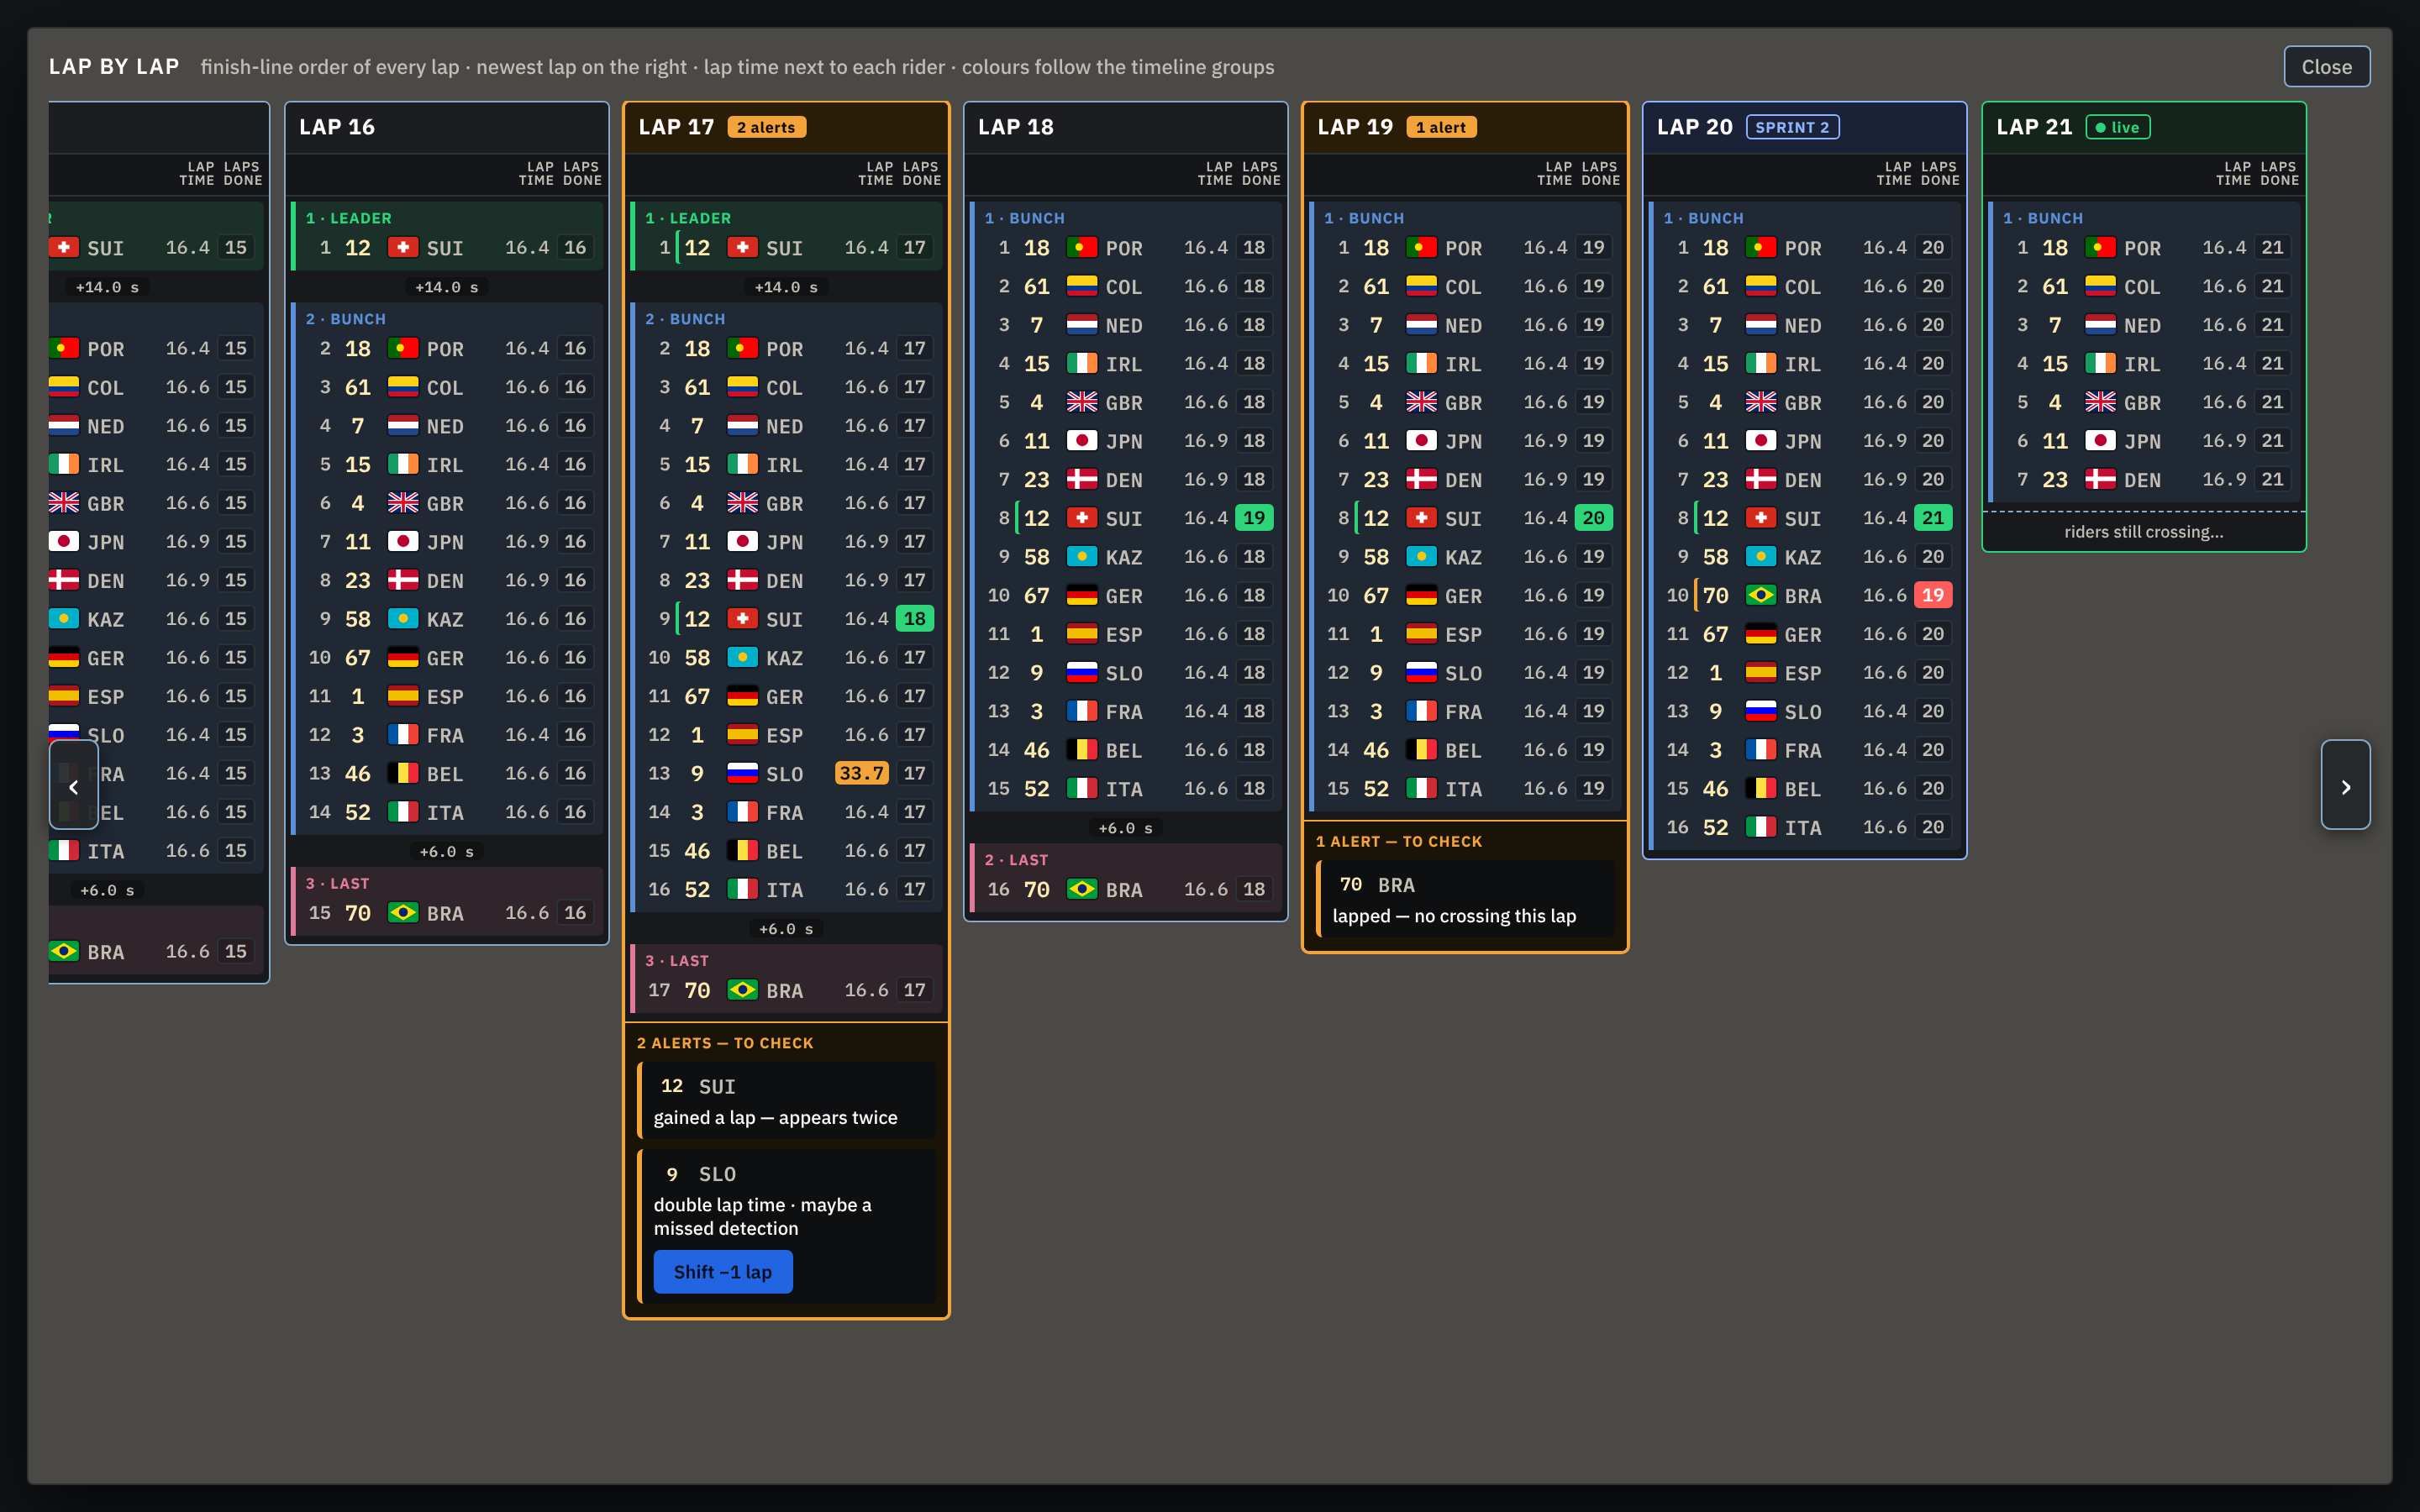 LAP BY LAP finish-line order of every lap · newest lap on the right · lap time next to each rider · colours follow the timeline groups Close
LAP TIME LAPS DONE
SUI 16.4 15
+14.0 s
POR 16.4 15
COL 16.6 15
NED 16.6 15
IRL 16.4 15
GBR 16.6 15
JPN 16.9 15
DEN 16.9 15
KAZ 16.6 15
GER 16.6 15
ESP 16.6 15
SLO 16.4 15
FRA 16.4 15
BEL 16.6 15
ITA 16.6 15
+6.0 s
BRA 16.6 15
LAP 16
LAP TIME LAPS DONE
1 · LEADER
1 12 SUI 16.4 16
+14.0 s
2 · BUNCH
2 18 POR 16.4 16
3 61 COL 16.6 16
4 7 NED 16.6 16
5 15 IRL 16.4 16
6 4 GBR 16.6 16
7 11 JPN 16.9 16
8 23 DEN 16.9 16
9 58 KAZ 16.6 16
10 67 GER 16.6 16
11 1 ESP 16.6 16
12 3 FRA 16.4 16
13 46 BEL 16.6 16
14 52 ITA 16.6 16
+6.0 s
3 · LAST
15 70 BRA 16.6 16
LAP 17 2 alerts
LAP TIME LAPS DONE
1 · LEADER
1 12 SUI 16.4 17
+14.0 s
2 · BUNCH
2 18 POR 16.4 17
3 61 COL 16.6 17
4 7 NED 16.6 17
5 15 IRL 16.4 17
6 4 GBR 16.6 17
7 11 JPN 16.9 17
8 23 DEN 16.9 17
9 12 SUI 16.4 18
10 58 KAZ 16.6 17
11 67 GER 16.6 17
12 1 ESP 16.6 17
13 9 SLO 33.7 17
14 3 FRA 16.4 17
15 46 BEL 16.6 17
16 52 ITA 16.6 17
+6.0 s
3 · LAST
17 70 BRA 16.6 17
2 ALERTS — TO CHECK
12 SUI
gained a lap — appears twice
9 SLO
double lap time · maybe a
missed detection
Shift −1 lap
LAP 18
LAP TIME LAPS DONE
1 · BUNCH
1 18 POR 16.4 18
2 61 COL 16.6 18
3 7 NED 16.6 18
4 15 IRL 16.4 18
5 4 GBR 16.6 18
6 11 JPN 16.9 18
7 23 DEN 16.9 18
8 12 SUI 16.4 19
9 58 KAZ 16.6 18
10 67 GER 16.6 18
11 1 ESP 16.6 18
12 9 SLO 16.4 18
13 3 FRA 16.4 18
14 46 BEL 16.6 18
15 52 ITA 16.6 18
+6.0 s
2 · LAST
16 70 BRA 16.6 18
LAP 19 1 alert
LAP TIME LAPS DONE
1 · BUNCH
1 18 POR 16.4 19
2 61 COL 16.6 19
3 7 NED 16.6 19
4 15 IRL 16.4 19
5 4 GBR 16.6 19
6 11 JPN 16.9 19
7 23 DEN 16.9 19
8 12 SUI 16.4 20
9 58 KAZ 16.6 19
10 67 GER 16.6 19
11 1 ESP 16.6 19
12 9 SLO 16.4 19
13 3 FRA 16.4 19
14 46 BEL 16.6 19
15 52 ITA 16.6 19
1 ALERT — TO CHECK
70 BRA
lapped — no crossing this lap
LAP 20 SPRINT 2
LAP TIME LAPS DONE
1 · BUNCH
1 18 POR 16.4 20
2 61 COL 16.6 20
3 7 NED 16.6 20
4 15 IRL 16.4 20
5 4 GBR 16.6 20
6 11 JPN 16.9 20
7 23 DEN 16.9 20
8 12 SUI 16.4 21
9 58 KAZ 16.6 20
10 70 BRA 16.6 19
11 67 GER 16.6 20
12 1 ESP 16.6 20
13 9 SLO 16.4 20
14 3 FRA 16.4 20
15 46 BEL 16.6 20
16 52 ITA 16.6 20
LAP 21 live
LAP TIME LAPS DONE
1 · BUNCH
1 18 POR 16.4 21
2 61 COL 16.6 21
3 7 NED 16.6 21
4 15 IRL 16.4 21
5 4 GBR 16.6 21
6 11 JPN 16.9 21
7 23 DEN 16.9 21
riders still crossing...